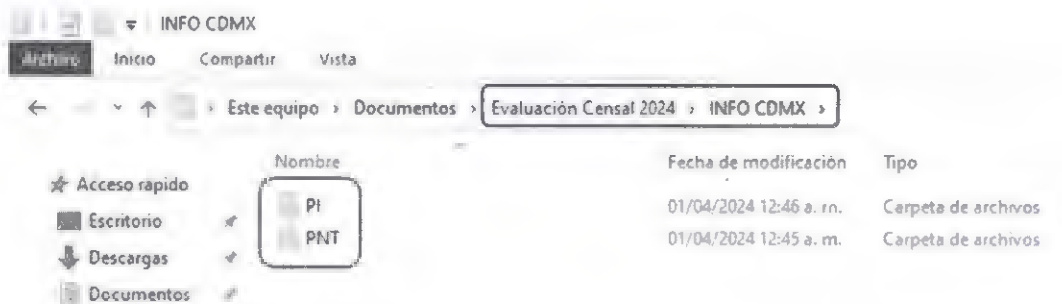 INFO CDMX
Archivo Inicio Compartir Vista
Este equipo › Documentos › Evaluación Censal 2024 › INFO CDMX ›
Nombre Fecha de modificación Tipo
Acceso rapido
PI 01/04/2024 12:46 a. m. Carpeta de archivos
Escritorio
PNT 01/04/2024 12:45 a. m. Carpeta de archivos
Descargas
Documentos